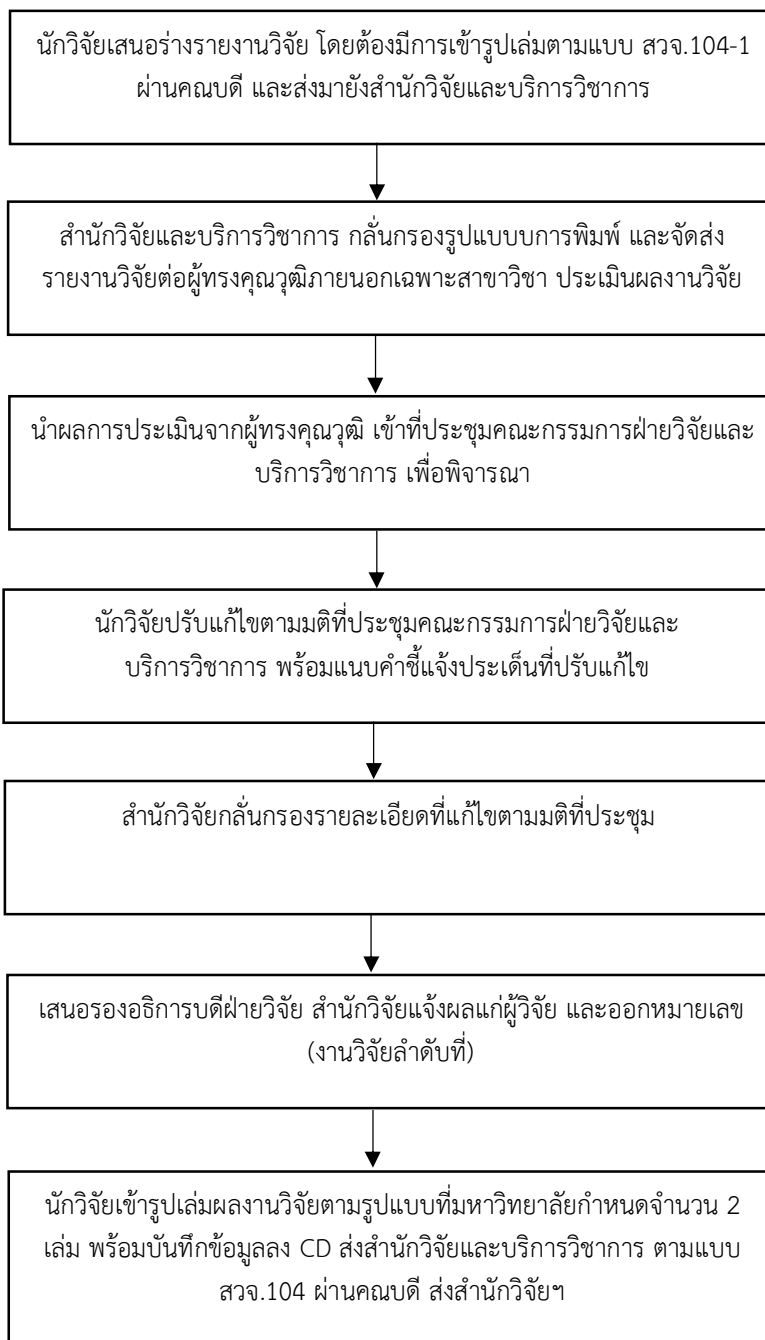 นักวิจัยเสนอร่างรายงานวิจัย โดยต้องมีการเข้ารูปเล่มตามแบบ สวจ.104-1
ผ่านคณบดี และส่งมายังสำนักวิจัยและบริการวิชาการ
สำนักวิจัยและบริการวิชาการ กลั่นกรองรูปแบบบการพิมพ์ และจัดส่ง
รายงานวิจัยต่อผู้ทรงคุณวุฒิภายนอกเฉพาะสาขาวิชา ประเมินผลงานวิจัย
นำผลการประเมินจากผู้ทรงคุณวุฒิ เข้าที่ประชุมคณะกรรมการฝ่ายวิจัยและ
บริการวิชาการ เพื่อพิจารณา
นักวิจัยปรับแก้ไขตามมติที่ประชุมคณะกรรมการฝ่ายวิจัยและ
บริการวิชาการ พร้อมแนบคำชี้แจ้งประเด็นที่ปรับแก้ไข
สำนักวิจัยกลั่นกรองรายละเอียดที่แก้ไขตามมติที่ประชุม
เสนอรองอธิการบดีฝ่ายวิจัย สำนักวิจัยแจ้งผลแก่ผู้วิจัย และออกหมายเลข
(งานวิจัยลำดับที่)
นักวิจัยเข้ารูปเล่มผลงานวิจัยตามรูปแบบที่มหาวิทยาลัยกำหนดจำนวน 2
เล่ม พร้อมบันทึกข้อมูลลง CD ส่งสำนักวิจัยและบริการวิชาการ ตามแบบ
สวจ.104 ผ่านคณบดี ส่งสำนักวิจัยฯ